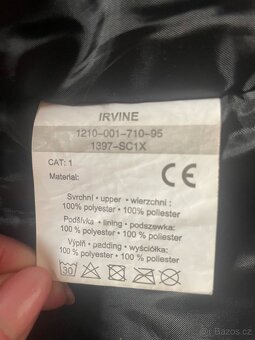 IRVINE
1210-001-710-95
1397-SC1X
CAT: 1
Material:
CE
Svrchní • upper • wierzchni :
100% polyester • 100% poliester
Podšívka • lining • podszewka:
100 % polyester • 100 % poliester
Výplň • padding • wyściółka:
100 % polyester • 100 % poliester
30
sbazar.cz